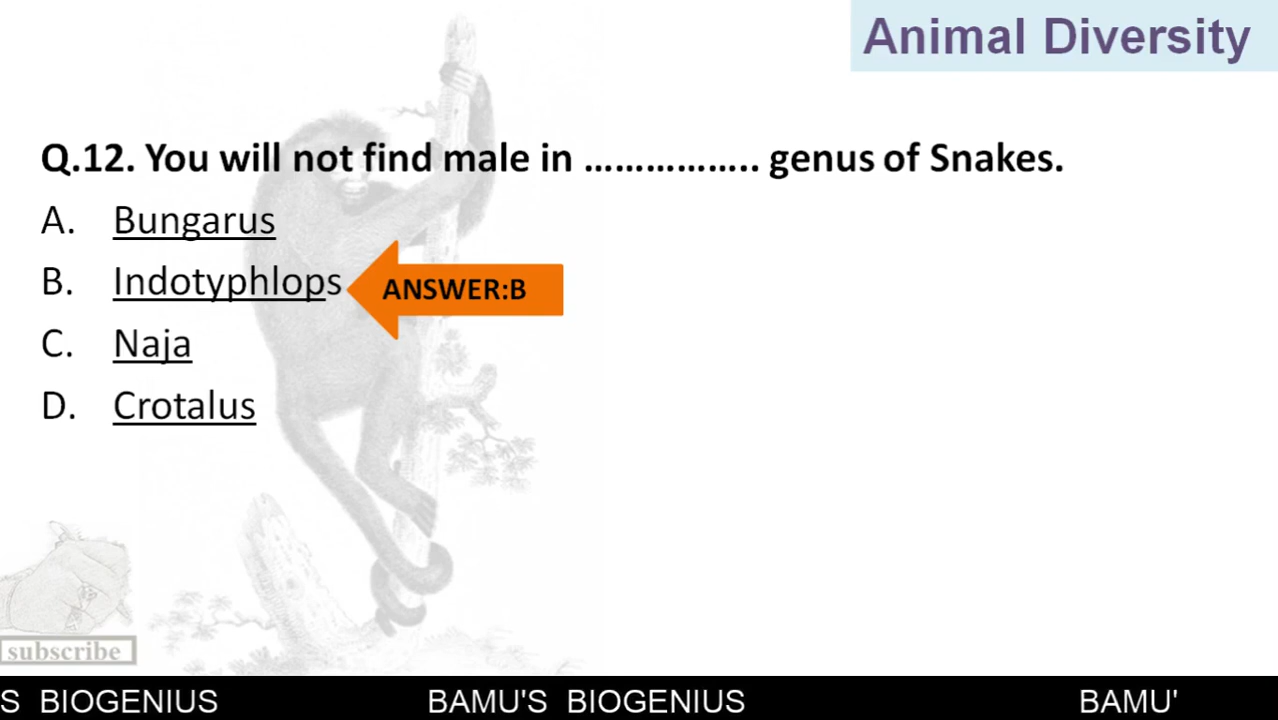 Animal Diversity
Q.12. You will not find male in …………….. genus of Snakes.
A. Bungarus
B. Indotyphlops
ANSWER:B
C. Naja
D. Crotalus
subscribe
S BIOGENIUS BAMU'S BIOGENIUS BAMU'